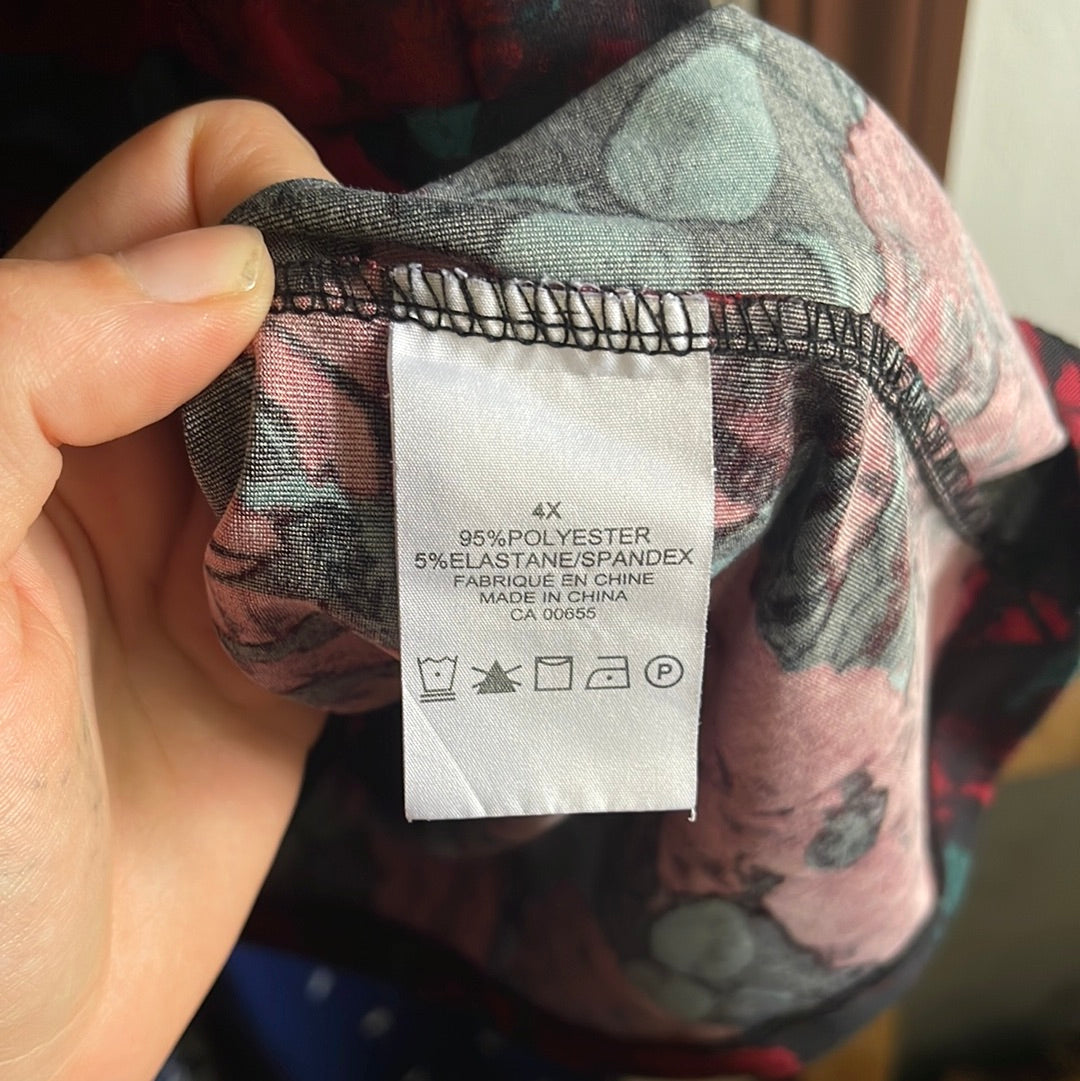 4X
95%POLYESTER
5%ELASTANE/SPANDEX
FABRIQUÉ EN CHINE
MADE IN CHINA
CA 00655
P